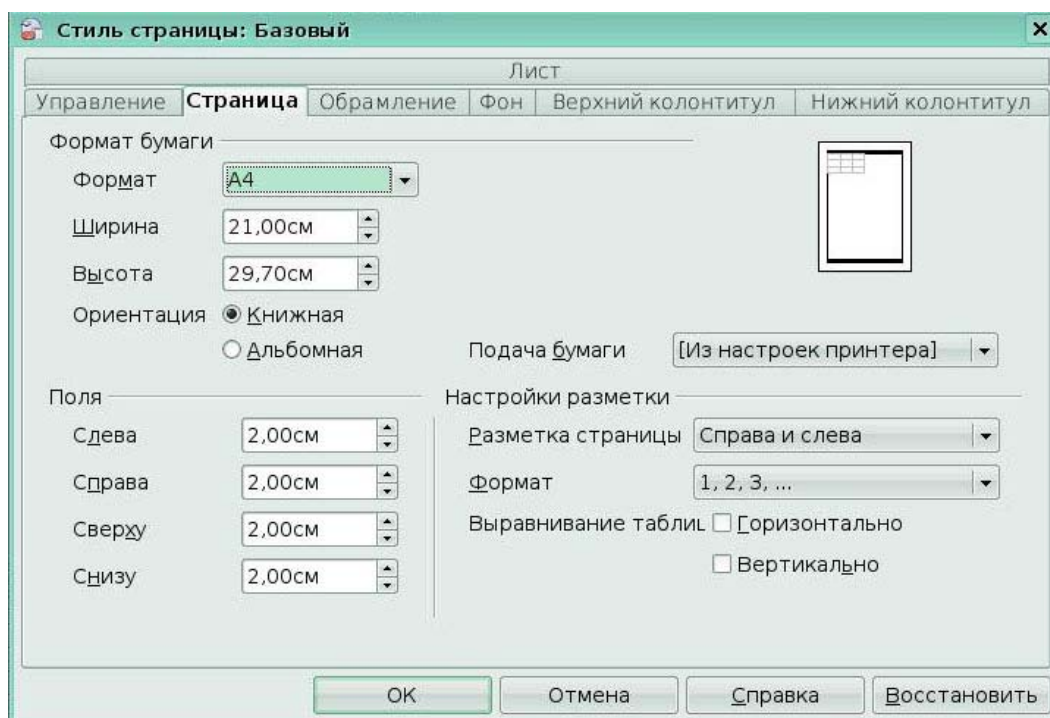 Стиль страницы: Базовый
Лист
Управление Страница Обрамление Фон Верхний колонтитул Нижний колонтитул
Формат бумаги
Формат A4
Ширина 21,00см
Высота 29,70см
Ориентация Книжная
Альбомная Подача бумаги [Из настроек принтера]
Поля Настройки разметки
Слева 2,00см Разметка страницы Справа и слева
Справа 2,00см Формат 1, 2, 3, ...
Сверху 2,00см Выравнивание таблиц Горизонтально
Вертикально
Снизу 2,00см
OK Отмена Справка Восстановить